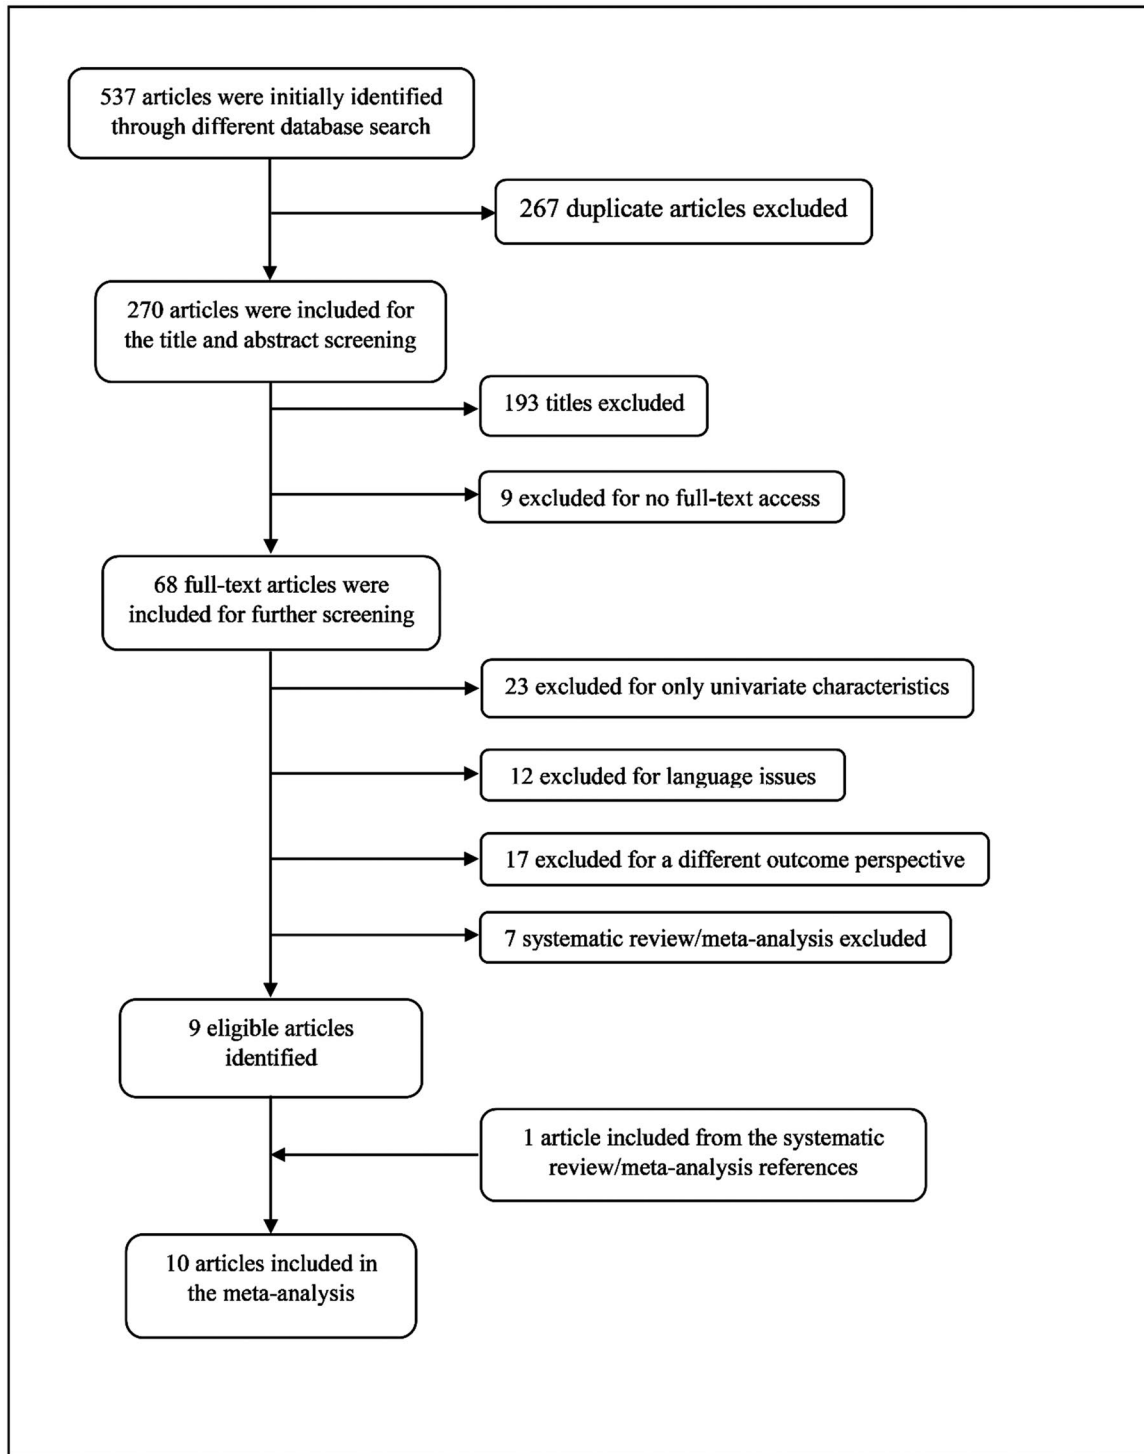 537 articles were initially identified
through different database search
267 duplicate articles excluded
270 articles were included for
the title and abstract screening
193 titles excluded
9 excluded for no full-text access
68 full-text articles were
included for further screening
23 excluded for only univariate characteristics
12 excluded for language issues
17 excluded for a different outcome perspective
7 systematic review/meta-analysis excluded
9 eligible articles
identified
1 article included from the systematic
review/meta-analysis references
10 articles included in
the meta-analysis